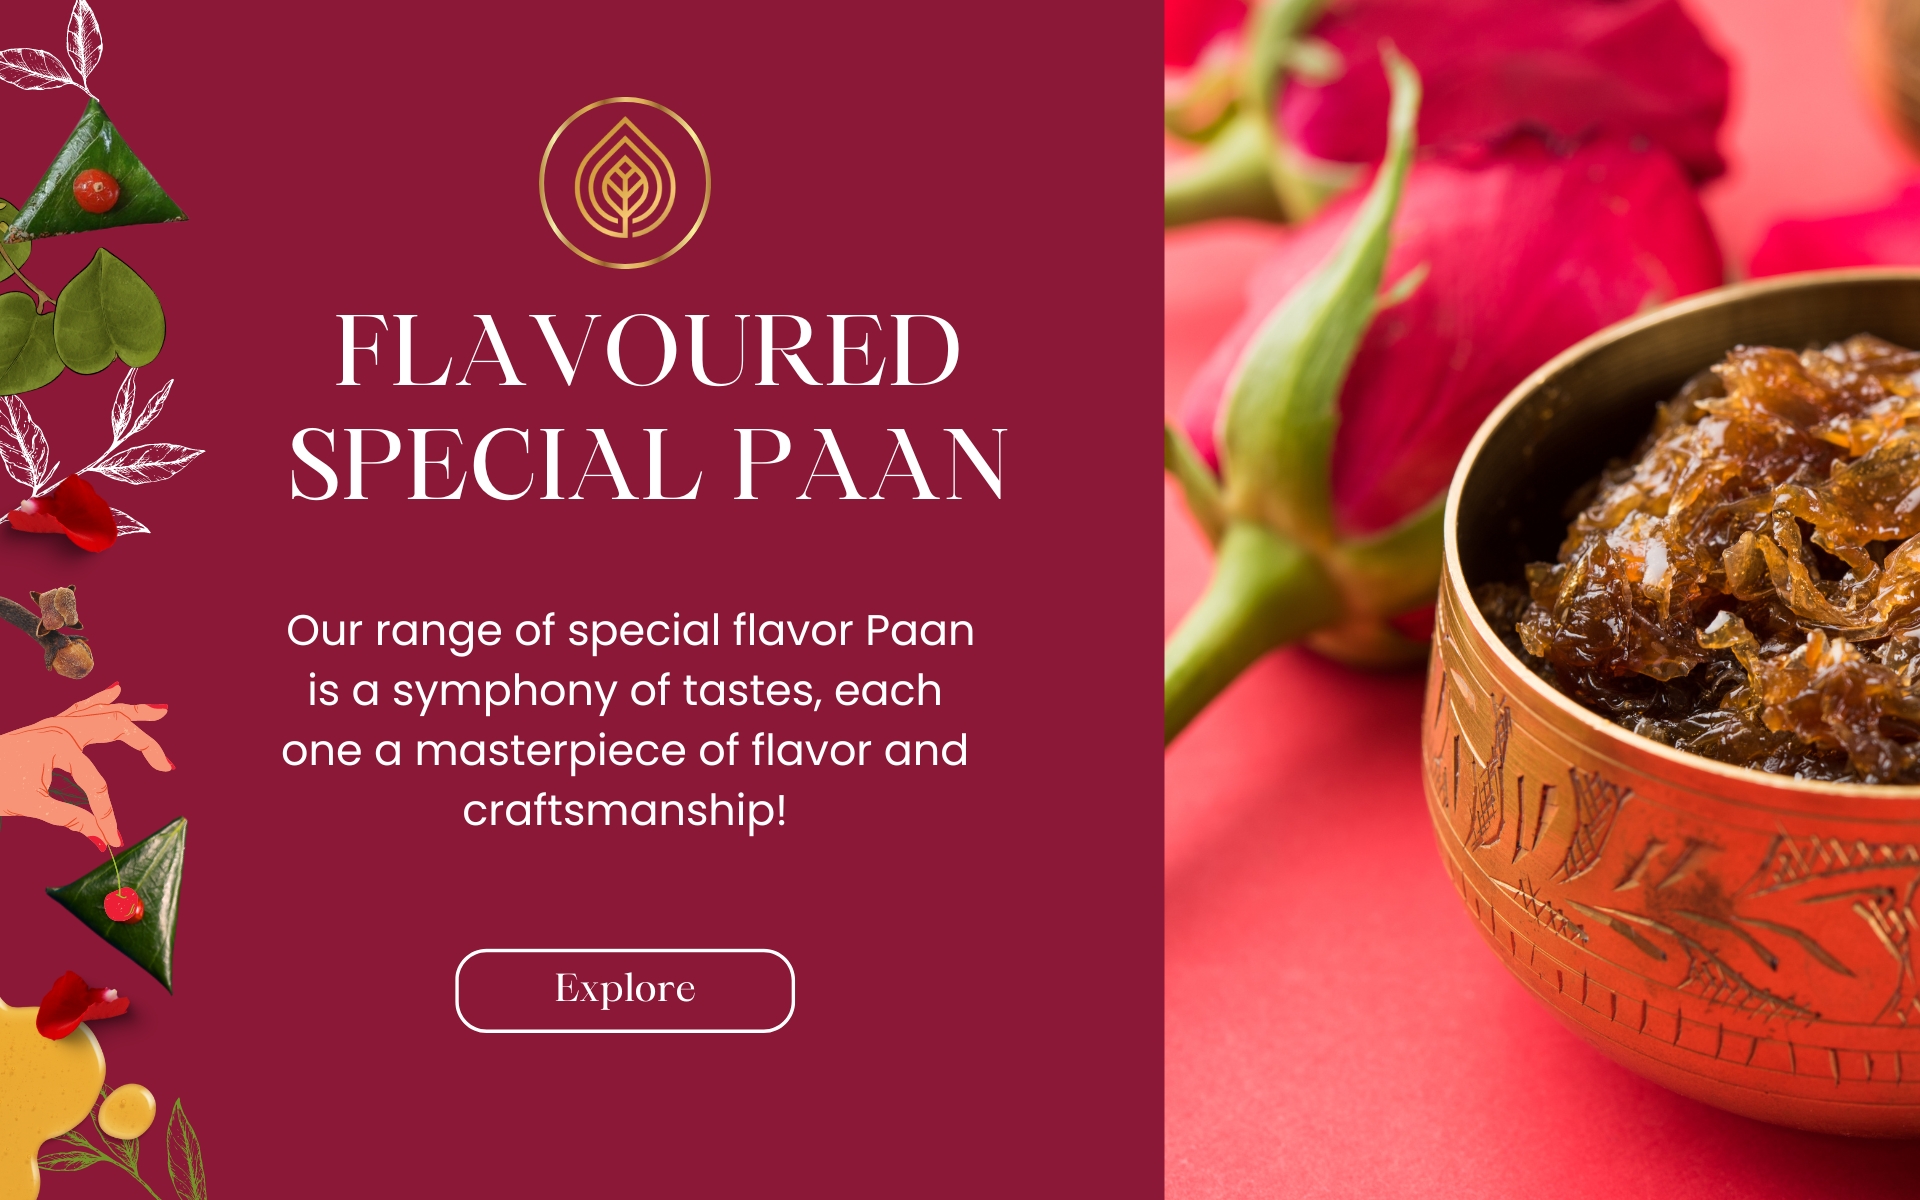 FLAVOURED
SPECIAL PAAN
Our range of special flavor Paan
is a symphony of tastes, each
one a masterpiece of flavor and
craftsmanship!
Explore